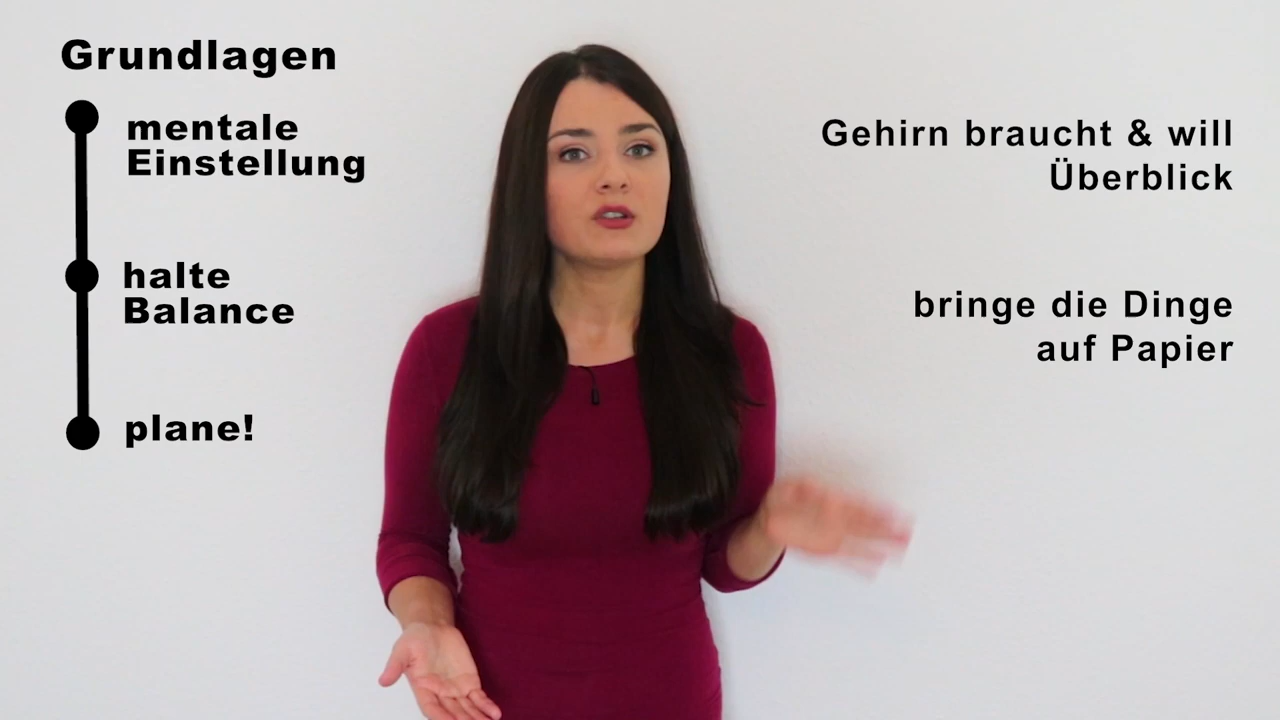 Grundlagen
mentale
Einstellung
halte
Balance
plane!
Gehirn braucht & will
Überblick
bringe die Dinge
auf Papier